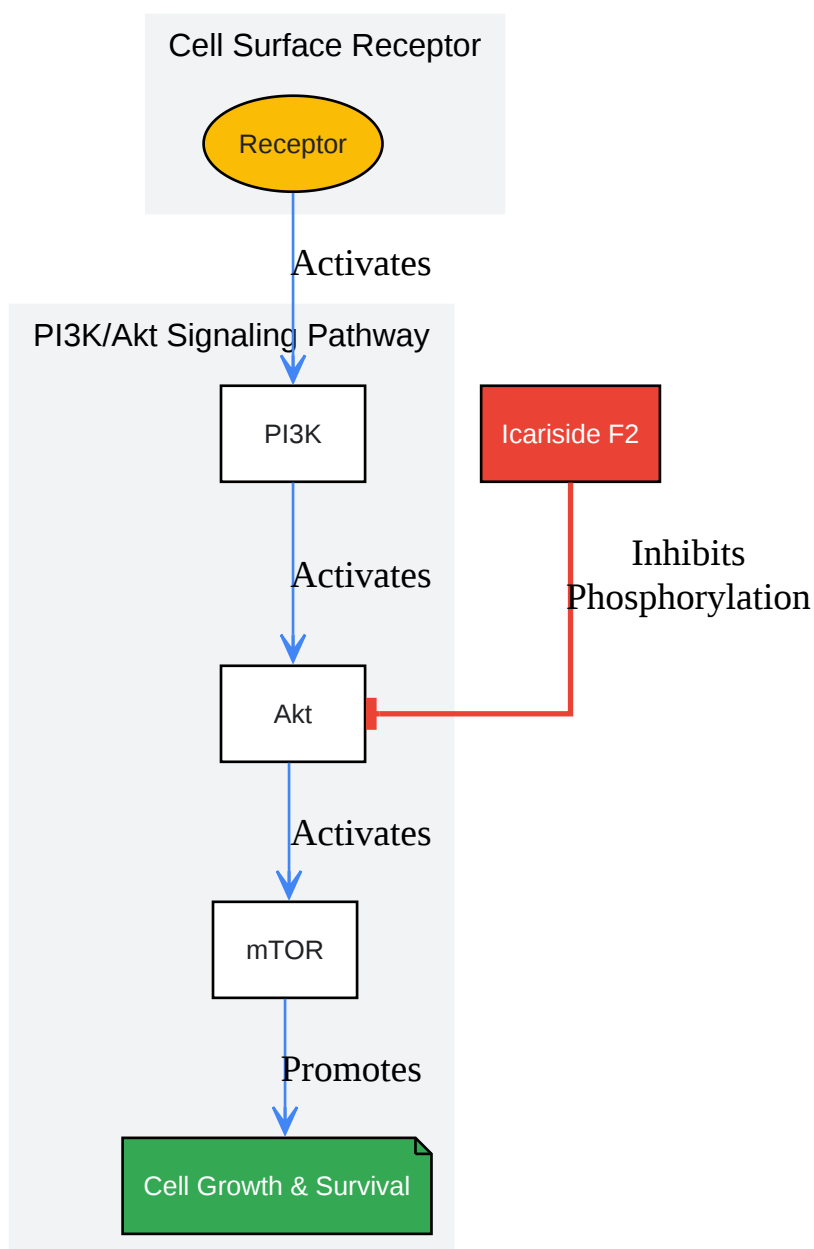 Cell Surface Receptor
Receptor
Activates
PI3K/Akt Signaling Pathway
PI3K
Icariside F2
Activates
Inhibits
Phosphorylation
Akt
Activates
mTOR
Promotes
Cell Growth & Survival